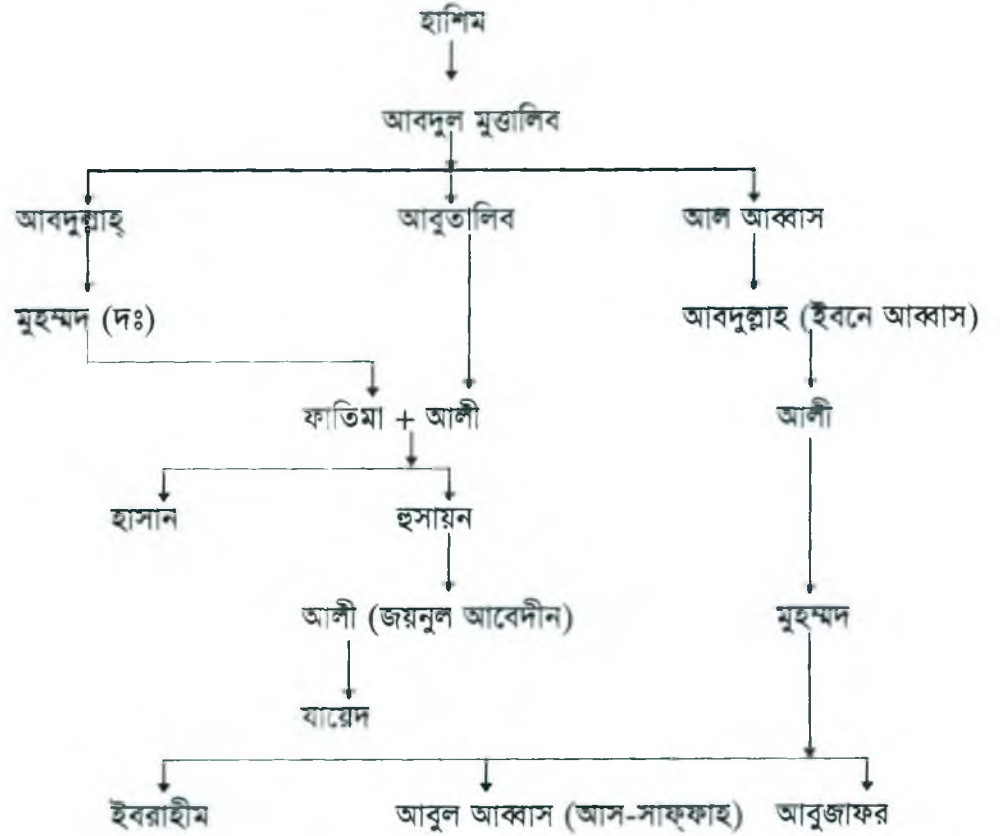 হাশিম
আবদুল মুত্তালিব
আবদুল্লাহ্ আবুতালিব আল আব্বাস
মুহম্মদ (দঃ) আবদুল্লাহ (ইবনে আব্বাস)
ফাতিমা + আলী আলী
হাসান হুসায়ন
আলী (জয়নুল আবেদীন) মুহম্মদ
যায়েদ
ইবরাহীম আবুল আব্বাস (আস-সাফ্ফাহ) আবুজাফর